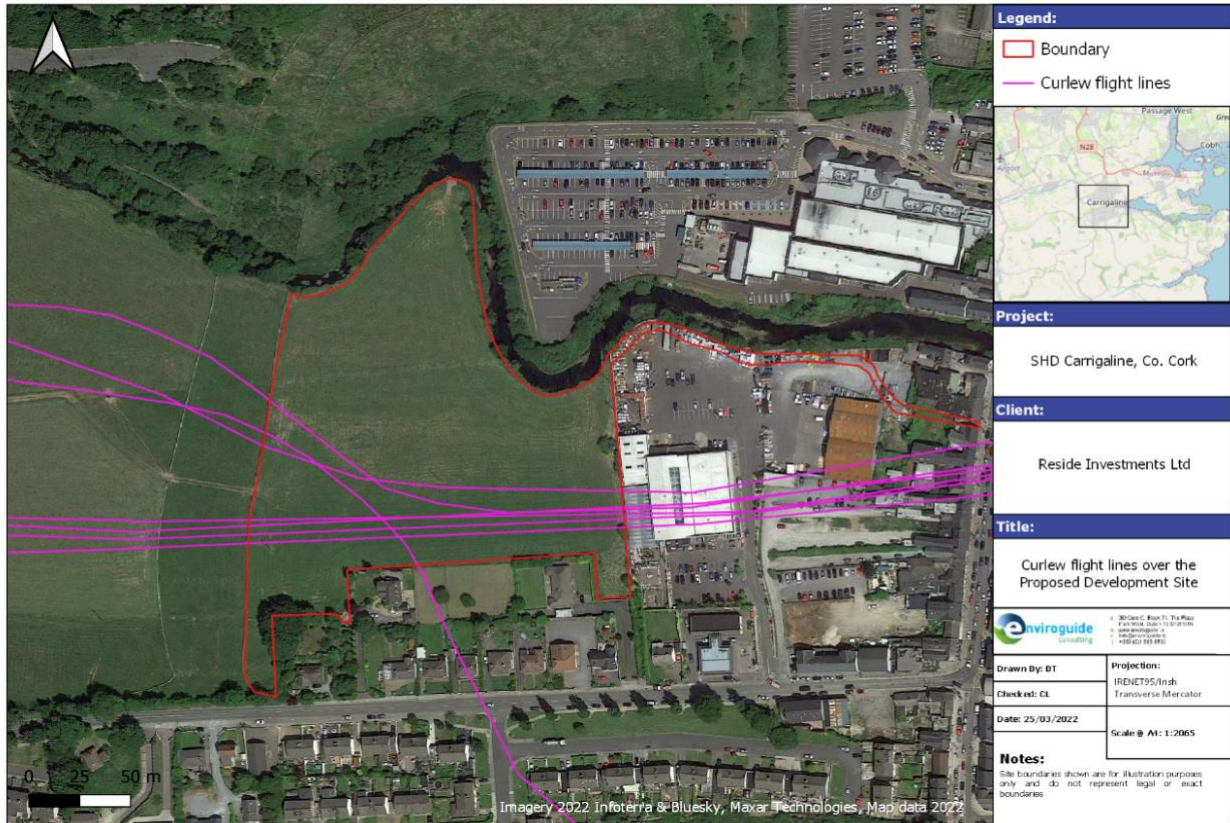 Legend:
Boundary
Curlew flight lines
Passage West
N28
Cobh
Airport
Carrigaline
Project:
SHD Carrigaline, Co. Cork
Client:
Reside Investments Ltd
Title:
Curlew flight lines over the
Proposed Development Site
enviroguide
consulting
Drawn By: BT
Checked: CL
Date: 25/03/2022
Projection:
IRENET95/Irish
Transverse Mercator
Scale @ A4: 1:2065
Notes:
Site boundaries shown are for illustration purposes
only and do not represent legal or exact
boundaries
0 25 50 m
Imagery 2022 Infoterra & Bluesky, Maxar Technologies, Map data 2022